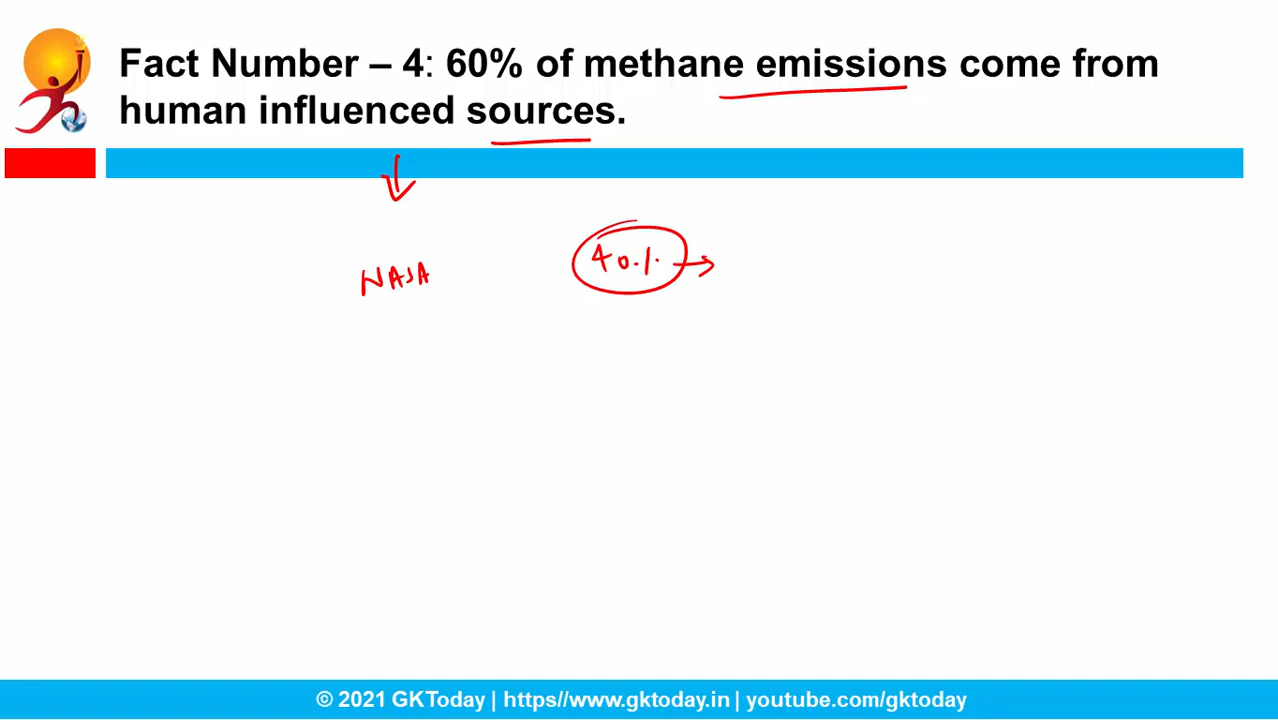 Fact Number – 4: 60% of methane emissions come from
human influenced sources.
NASA
40%
© 2021 GKToday | https//www.gktoday.in | youtube.com/gktoday